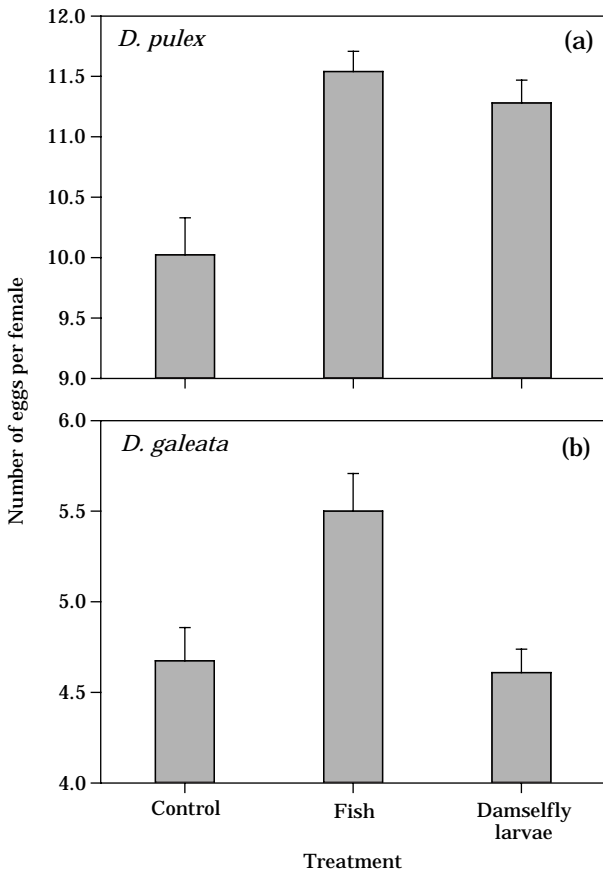 Number of eggs per female
12.0
11.5
11.0
10.5
10.0
9.5
9.0
D. pulex
(a)
6.0
5.5
5.0
4.5
4.0
D. galeata
(b)
Control
Fish
Damselfly
larvae
Treatment